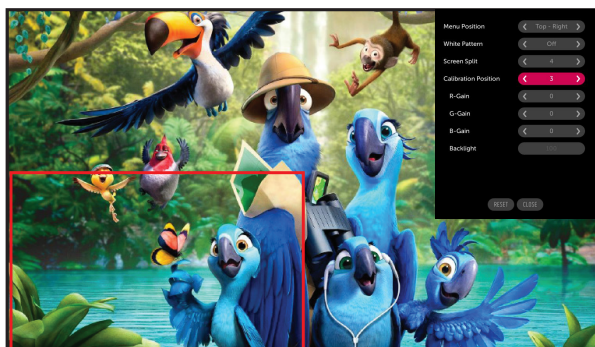 Menu Position
Top - Right
White Pattern
Off
Screen Split
4
Calibration Position
3
R-Gain
0
G-Gain
0
B-Gain
0
Backlight
RESET CLOSE